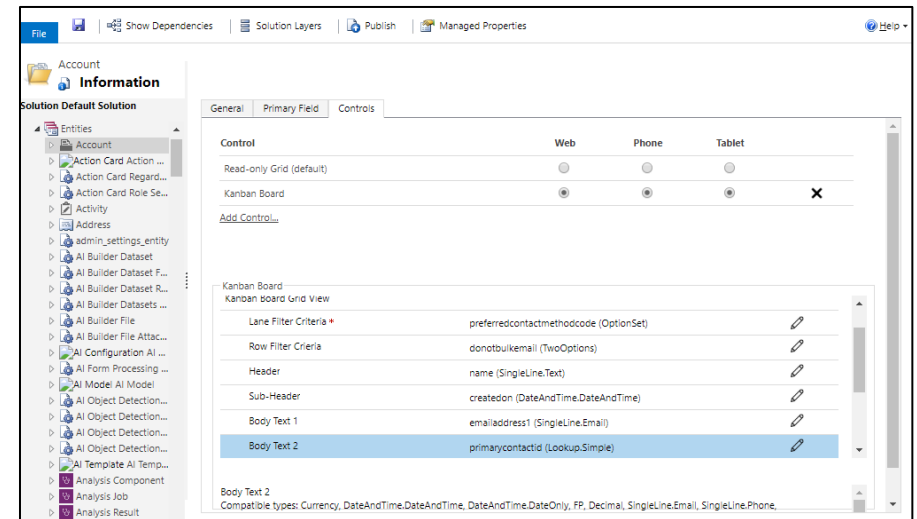 File
Show Dependencies
Solution Layers
Publish
Managed Properties
Help
Account
Information
Solution Default Solution
Entities
Account
Action Card Action ...
Action Card Regard...
Action Card Role Se...
Activity
Address
admin_settings_entity
AI Builder Dataset
AI Builder Dataset F...
AI Builder Dataset R...
AI Builder Datasets ...
AI Builder File
AI Builder File Attac...
AI Configuration AI ...
AI Form Processing ...
AI Model AI Model
AI Object Detection...
AI Object Detection...
AI Object Detection...
AI Object Detection...
AI Template AI Temp...
Analysis Component
Analysis Job
Analysis Result
General Primary Field Controls
Control Web Phone Tablet
Read-only Grid (default)
Kanban Board
Add Control...
Kanban Board
Kanban Board Grid View
Lane Filter Criteria * preferredcontactmethodcode (OptionSet)
Row Filter Crieria donotbulkemail (TwoOptions)
Header name (SingleLine.Text)
Sub-Header createdon (DateAndTime.DateAndTime)
Body Text 1 emailaddress1 (SingleLine.Email)
Body Text 2 primarycontactid (Lookup.Simple)
Body Text 2
Compatible types: Currency, DateAndTime.DateAndTime, DateAndTime.DateOnly, FP, Decimal, SingleLine.Email, SingleLine.Phone,